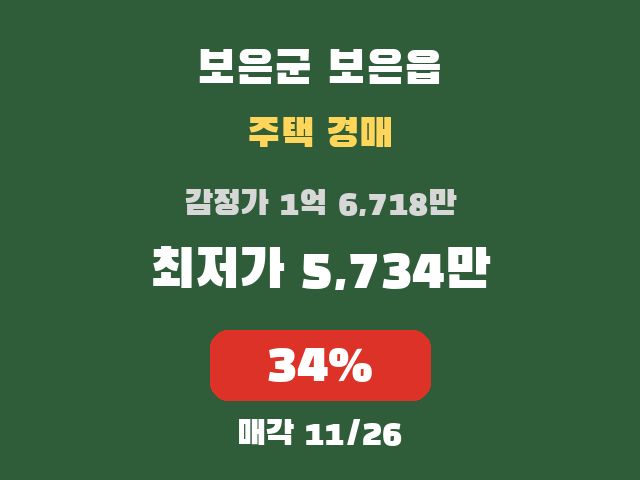 보은군 보은읍
주택 경매
감정가 1억 6,718만
최저가 5,734만
34%
매각 11/26